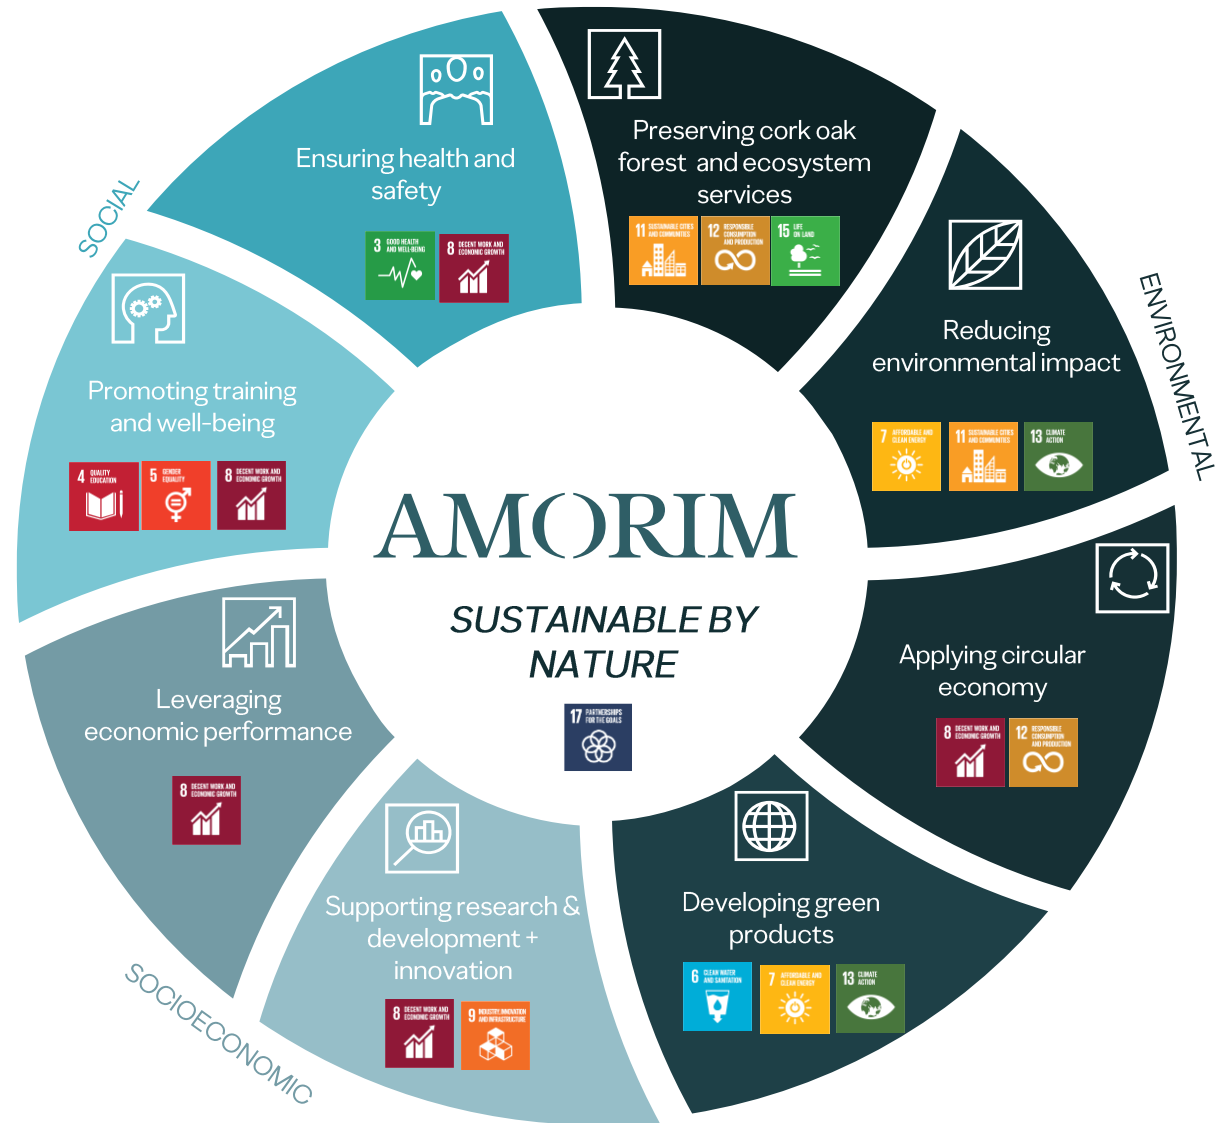 Preserving cork oak
forest and ecosystem
services
11 SUSTAINABLE CITIES
AND COMMUNITIES
12 RESPONSIBLE
CONSUMPTION
AND PRODUCTION
15 LIFE
ON LAND
ENVIRONMENTAL
Reducing
environmental impact
7 AFFORDABLE AND
CLEAN ENERGY
11 SUSTAINABLE CITIES
AND COMMUNITIES
13 CLIMATE
ACTION
Applying circular
economy
8 DECENT WORK AND
ECONOMIC GROWTH
12 RESPONSIBLE
CONSUMPTION
AND PRODUCTION
Developing green
products
6 CLEAN WATER
AND SANITATION
7 AFFORDABLE AND
CLEAN ENERGY
13 CLIMATE
ACTION
Supporting research &
development +
innovation
8 DECENT WORK AND
ECONOMIC GROWTH
9 INDUSTRY, INNOVATION
AND INFRASTRUCTURE
SOCIOECONOMIC
Leveraging
economic performance
8 DECENT WORK AND
ECONOMIC GROWTH
Promoting training
and well-being
4 QUALITY
EDUCATION
5 GENDER
EQUALITY
8 DECENT WORK AND
ECONOMIC GROWTH
SOCIAL
Ensuring health and
safety
3 GOOD HEALTH
AND WELL-BEING
8 DECENT WORK AND
ECONOMIC GROWTH
AMORIM
SUSTAINABLE BY
NATURE
17 PARTNERSHIPS
FOR THE GOALS